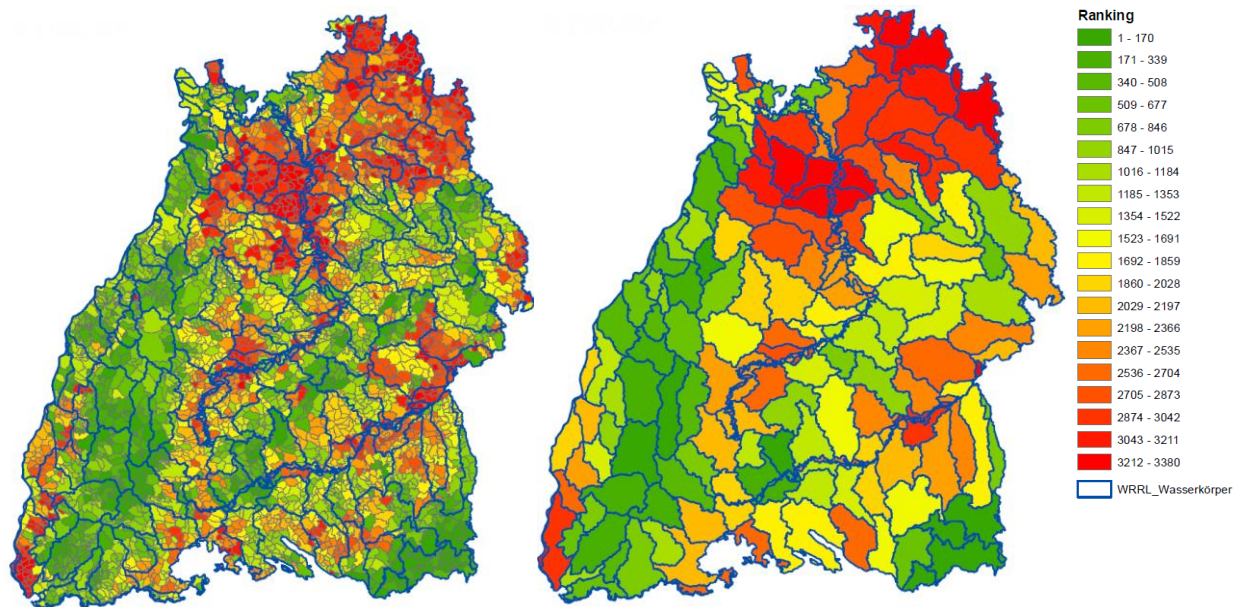 Ranking
1 - 170
171 - 339
340 - 508
509 - 677
678 - 846
847 - 1015
1016 - 1184
1185 - 1353
1354 - 1522
1523 - 1691
1692 - 1859
1860 - 2028
2029 - 2197
2198 - 2366
2367 - 2535
2536 - 2704
2705 - 2873
2874 - 3042
3043 - 3211
3212 - 3380
WRRL_Wasserkörper